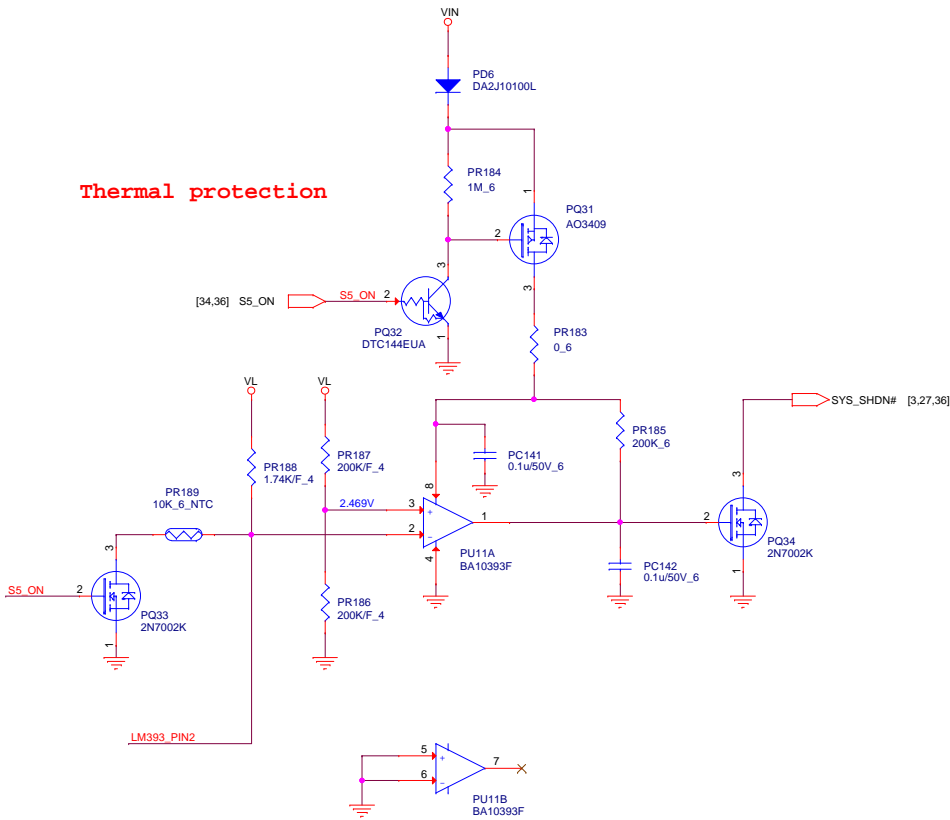 VIN
PD6
DA2J10100L
Thermal protection
PR184
1M_6
1
PQ31
AO3409
2
3
3
[34,36] S5_ON
S5_ON
2
PQ32
DTC144EUA
1
PR183
0_6
VL
VL
SYS_SHDN# [3,27,36]
PR188
1.74K/F_4
PR187
200K/F_4
PC141
0.1u/50V_6
PR185
200K_6
PR189
10K_6_NTC
2.469V
8
3
+
2
-
1
4
PU11A
BA10393F
3
2
PQ34
2N7002K
1
3
S5_ON
2
PQ33
2N7002K
1
PR186
200K/F_4
PC142
0.1u/50V_6
LM393_PIN2
5
+
6
-
7
PU11B
BA10393F